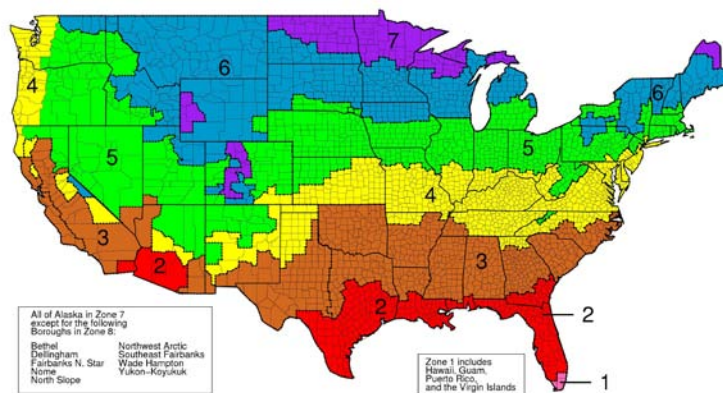 7
6
4
6
5
5
4
3
3
2
2
2
1
All of Alaska in Zone 7
except for the following
Boroughs in Zone 8:
Bethel Northwest Arctic
Dellingham Southeast Fairbanks
Fairbanks N. Star Wade Hampton
Nome Yukon-Koyukuk
North Slope
Zone 1 includes
Hawaii, Guam,
Puerto Rico,
and the Virgin Islands